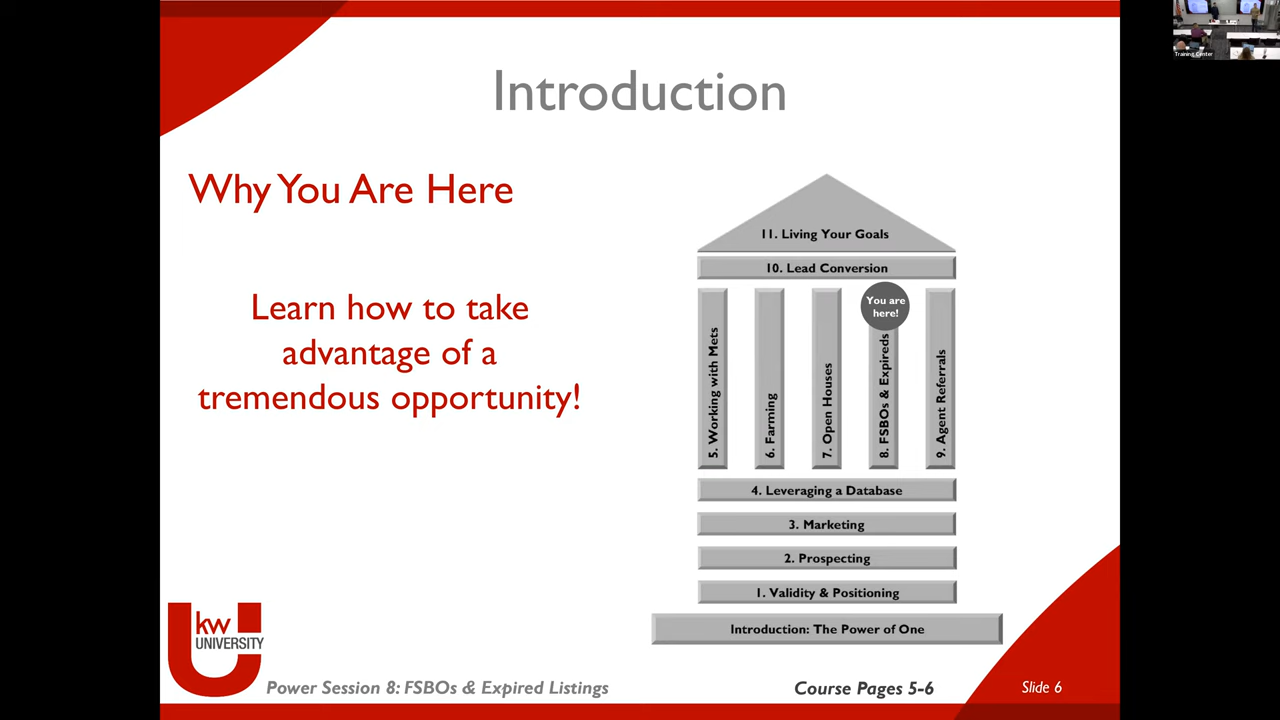 Training Center
Introduction
Why You Are Here
Learn how to take
advantage of a
tremendous opportunity!
11. Living Your Goals
10. Lead Conversion
You are
here!
5. Working with Mets
6. Farming
7. Open Houses
8. FSBOs & Expireds
9. Agent Referrals
4. Leveraging a Database
3. Marketing
2. Prospecting
1. Validity & Positioning
Introduction: The Power of One
kw
UNIVERSITY
Power Session 8: FSBOs & Expired Listings
Course Pages 5-6
Slide 6